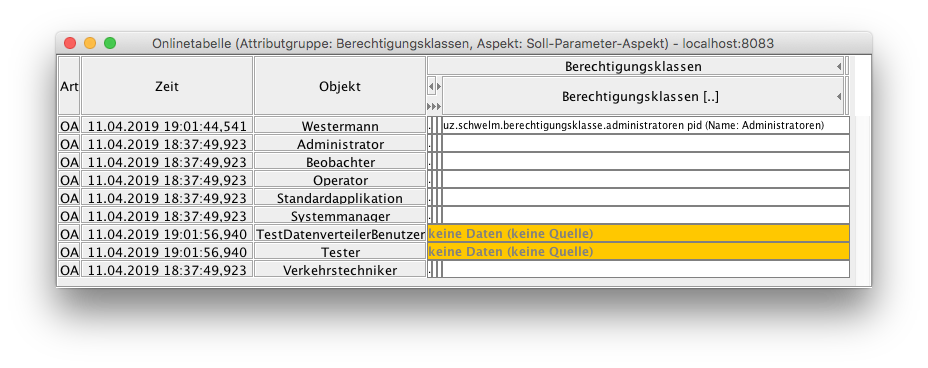 Onlinetabelle (Attributgruppe: Berechtigungsklassen, Aspekt: Soll-Parameter-Aspekt) - localhost:8083
Art Zeit Objekt Berechtigungsklassen
Berechtigungsklassen [..]
OA 11.04.2019 19:01:44,541 Westermann . uz.schwelm.berechtigungsklasse.administratoren pid (Name: Administratoren)
OA 11.04.2019 18:37:49,923 Administrator .
OA 11.04.2019 18:37:49,923 Beobachter .
OA 11.04.2019 18:37:49,923 Operator .
OA 11.04.2019 18:37:49,923 Standardapplikation .
OA 11.04.2019 18:37:49,923 Systemmanager .
OA 11.04.2019 19:01:56,940 TestDatenverteilerBenutzer keine Daten (keine Quelle)
OA 11.04.2019 19:01:56,940 Tester keine Daten (keine Quelle)
OA 11.04.2019 18:37:49,923 Verkehrstechniker .